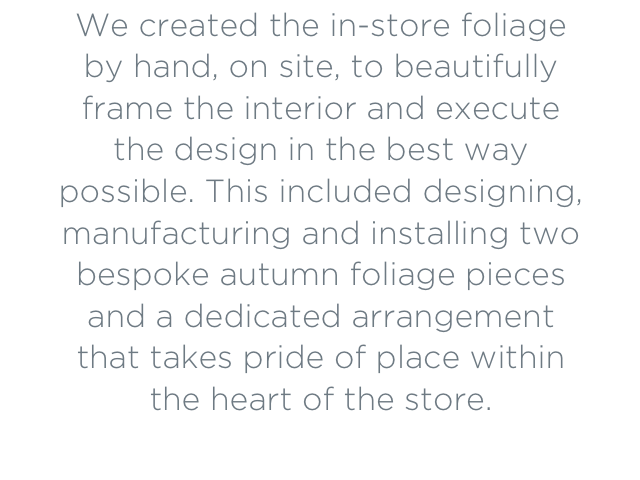 We created the in-store foliage
by hand, on site, to beautifully
frame the interior and execute
the design in the best way
possible. This included designing,
manufacturing and installing two
bespoke autumn foliage pieces
and a dedicated arrangement
that takes pride of place within
the heart of the store.